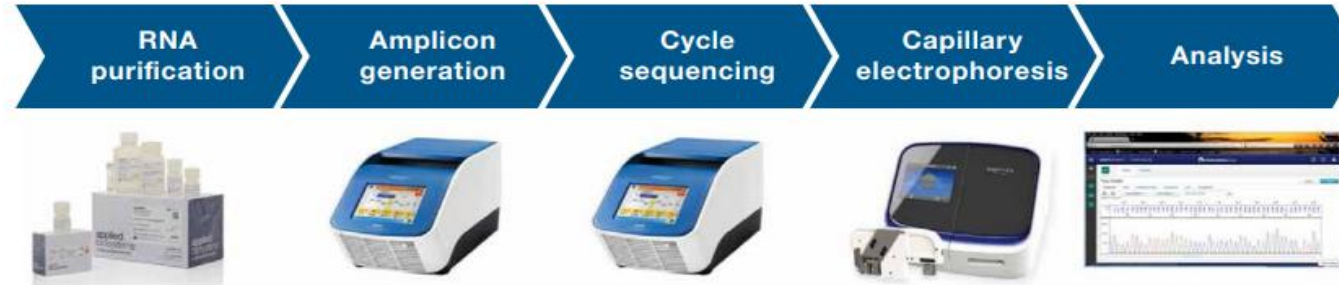 RNA
purification
Amplicon
generation
Cycle
sequencing
Capillary
electrophoresis
Analysis
applied
biosystems